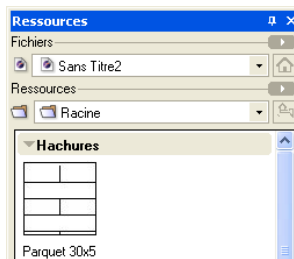 Ressources
Fichiers
Sans Titre2
Ressources
Racine
Hachures
Parquet 30x5